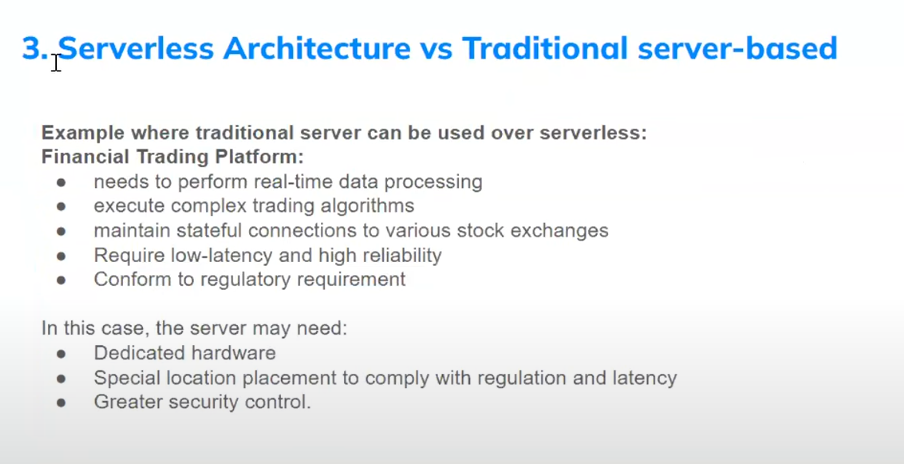 3. Serverless Architecture vs Traditional server-based
Example where traditional server can be used over serverless:
Financial Trading Platform:
● needs to perform real-time data processing
● execute complex trading algorithms
● maintain stateful connections to various stock exchanges
● Require low-latency and high reliability
● Conform to regulatory requirement
In this case, the server may need:
● Dedicated hardware
● Special location placement to comply with regulation and latency
● Greater security control.